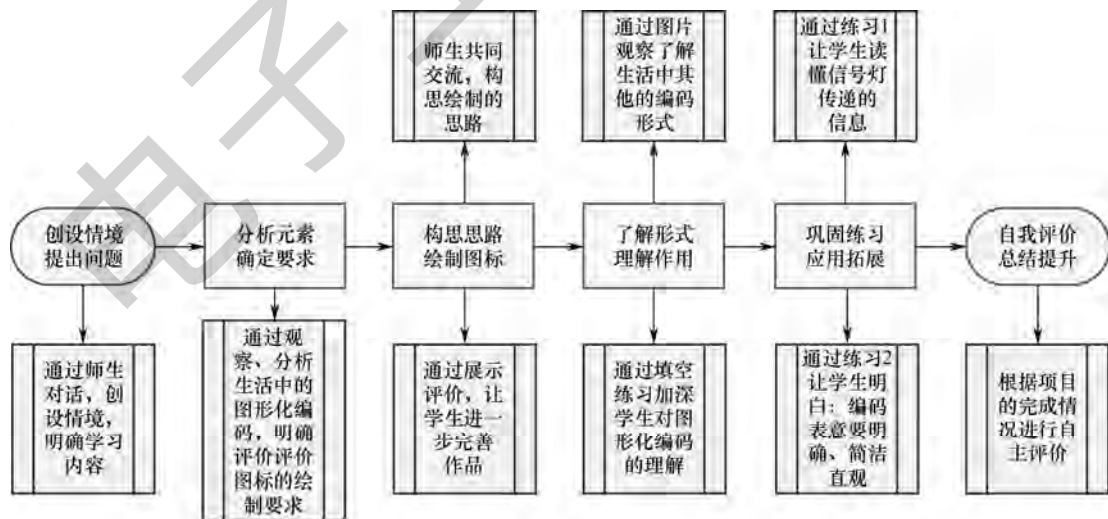 师生共同
交流，构
思绘制的
思路
通过图片
观察了解
生活中其
他的编码
形式
通过练习1
让学生读
懂信号灯
传递的
信息
创设情境
提出问题
分析元素
确定要求
构思思路
绘制图标
了解形式
理解作用
巩固练习
应用拓展
自我评价
总结提升
通过师生
对话，创
设情境，
明确学习
内容
通过观
察、分析
生活中的
图形化编
码，明确
评价评价
图标的绘
制要求
通过展示
评价，让
学生进一
步完善
作品
通过填空
练习加深
学生对图
形化编码
的理解
通过练习2
让学生明
白：编码
表意要明
确、简洁
直观
根据项目
的完成情
况进行自
主评价
电子